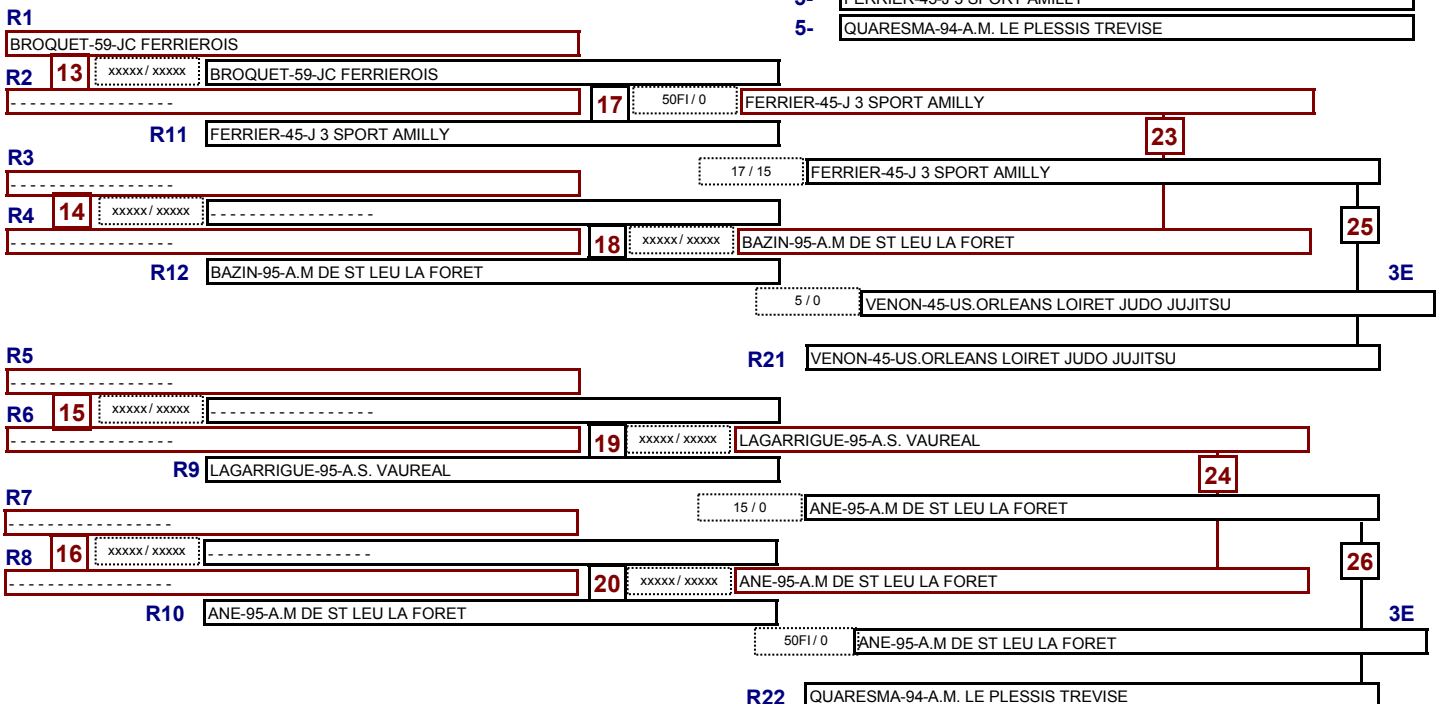 3- FERRIER-45-J 3 SPORT AMILLY
R1
5- QUARESMA-94-A.M. LE PLESSIS TREVISE
BROQUET-59-JC FERRIEROIS
R2 13 xxxxx / xxxxx BROQUET-59-JC FERRIEROIS
- - - - - - - - - - - - - - - - - 17 50FI / 0 FERRIER-45-J 3 SPORT AMILLY
R11 FERRIER-45-J 3 SPORT AMILLY 23
R3
17 / 15 FERRIER-45-J 3 SPORT AMILLY
- - - - - - - - - - - - - - - - -
R4 14 xxxxx / xxxxx - - - - - - - - - - - - - - - - - 25
- - - - - - - - - - - - - - - - - 18 xxxxx / xxxxx BAZIN-95-A.M DE ST LEU LA FORET
R12 BAZIN-95-A.M DE ST LEU LA FORET 3E
5 / 0 VENON-45-US.ORLEANS LOIRET JUDO JUJITSU
R5 R21 VENON-45-US.ORLEANS LOIRET JUDO JUJITSU
- - - - - - - - - - - - - - - - -
R6 15 xxxxx / xxxxx - - - - - - - - - - - - - - - - -
- - - - - - - - - - - - - - - - - 19 xxxxx / xxxxx LAGARRIGUE-95-A.S. VAUREAL
R9 LAGARRIGUE-95-A.S. VAUREAL 24
R7
15 / 0 ANE-95-A.M DE ST LEU LA FORET
- - - - - - - - - - - - - - - - -
R8 16 xxxxx / xxxxx - - - - - - - - - - - - - - - - - 26
- - - - - - - - - - - - - - - - - 20 xxxxx / xxxxx ANE-95-A.M DE ST LEU LA FORET
R10 ANE-95-A.M DE ST LEU LA FORET 3E
50FI / 0 ANE-95-A.M DE ST LEU LA FORET
R22 QUARESMA-94-A.M. LE PLESSIS TREVISE